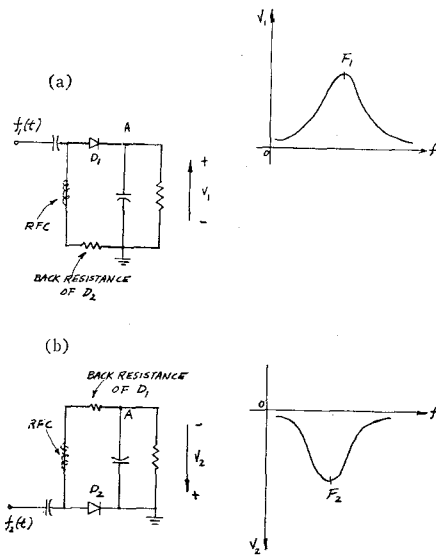 (a)
f₁(t)
D₁
A
+
V₁
-
RFC
BACK RESISTANCE
OF D₂
V₁
F₁
0
f
(b)
BACK RESISTANCE
OF D₁
A
RFC
-
V₂
+
D₂
f₂(t)
0
f
F₂
V₂